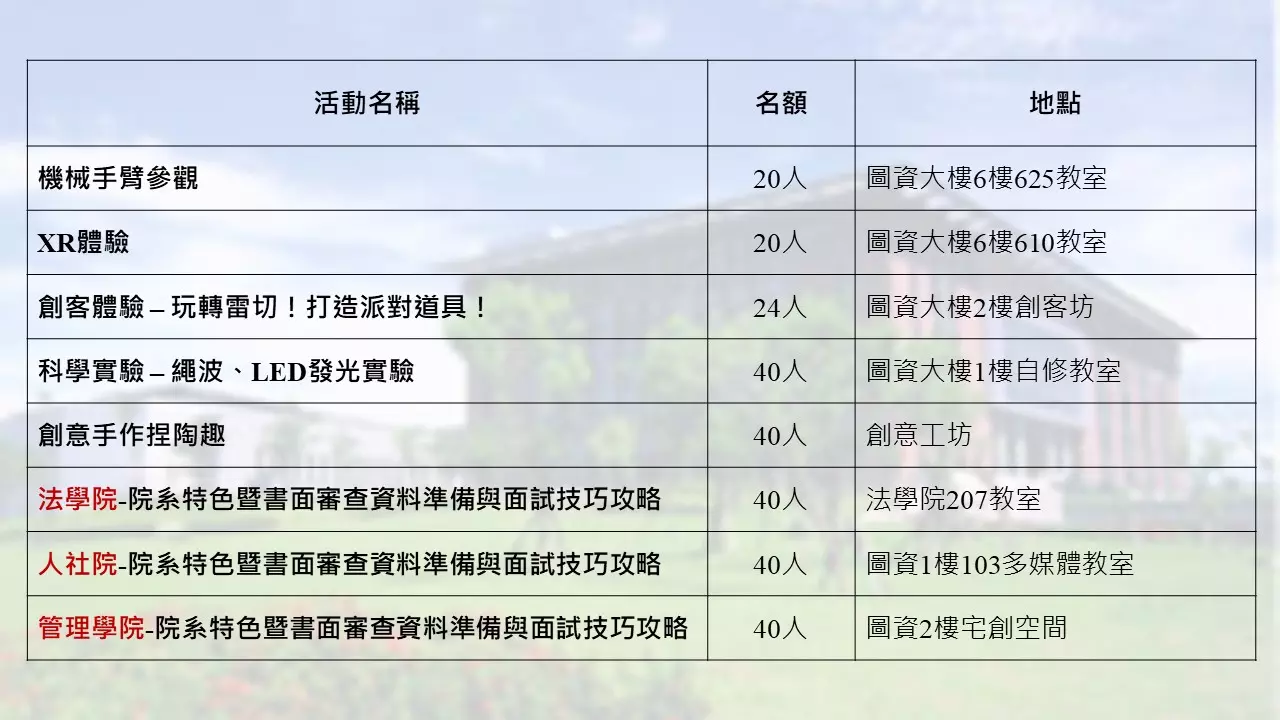 活動名稱 名額 地點
機械手臂參觀 20人 圖資大樓6樓625教室
XR體驗 20人 圖資大樓6樓610教室
創客體驗 – 玩轉雷切！打造派對道具！ 24人 圖資大樓2樓創客坊
科學實驗 – 繩波、LED發光實驗 40人 圖資大樓1樓自修教室
創意手作捏陶趣 40人 創意工坊
法學院-院系特色暨書面審查資料準備與面試技巧攻略 40人 法學院207教室
人社院-院系特色暨書面審查資料準備與面試技巧攻略 40人 圖資1樓103多媒體教室
管理學院-院系特色暨書面審查資料準備與面試技巧攻略 40人 圖資2樓宅創空間